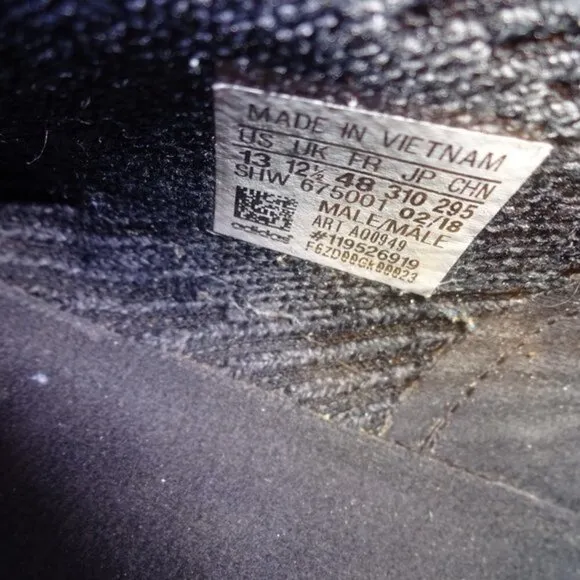 MADE IN VIETNAM
US UK FR JP CHN
13 12½ 48 310 295
SHW 675001 02/18
MALE/MALE
ART AQ0949
#119526919
adidas